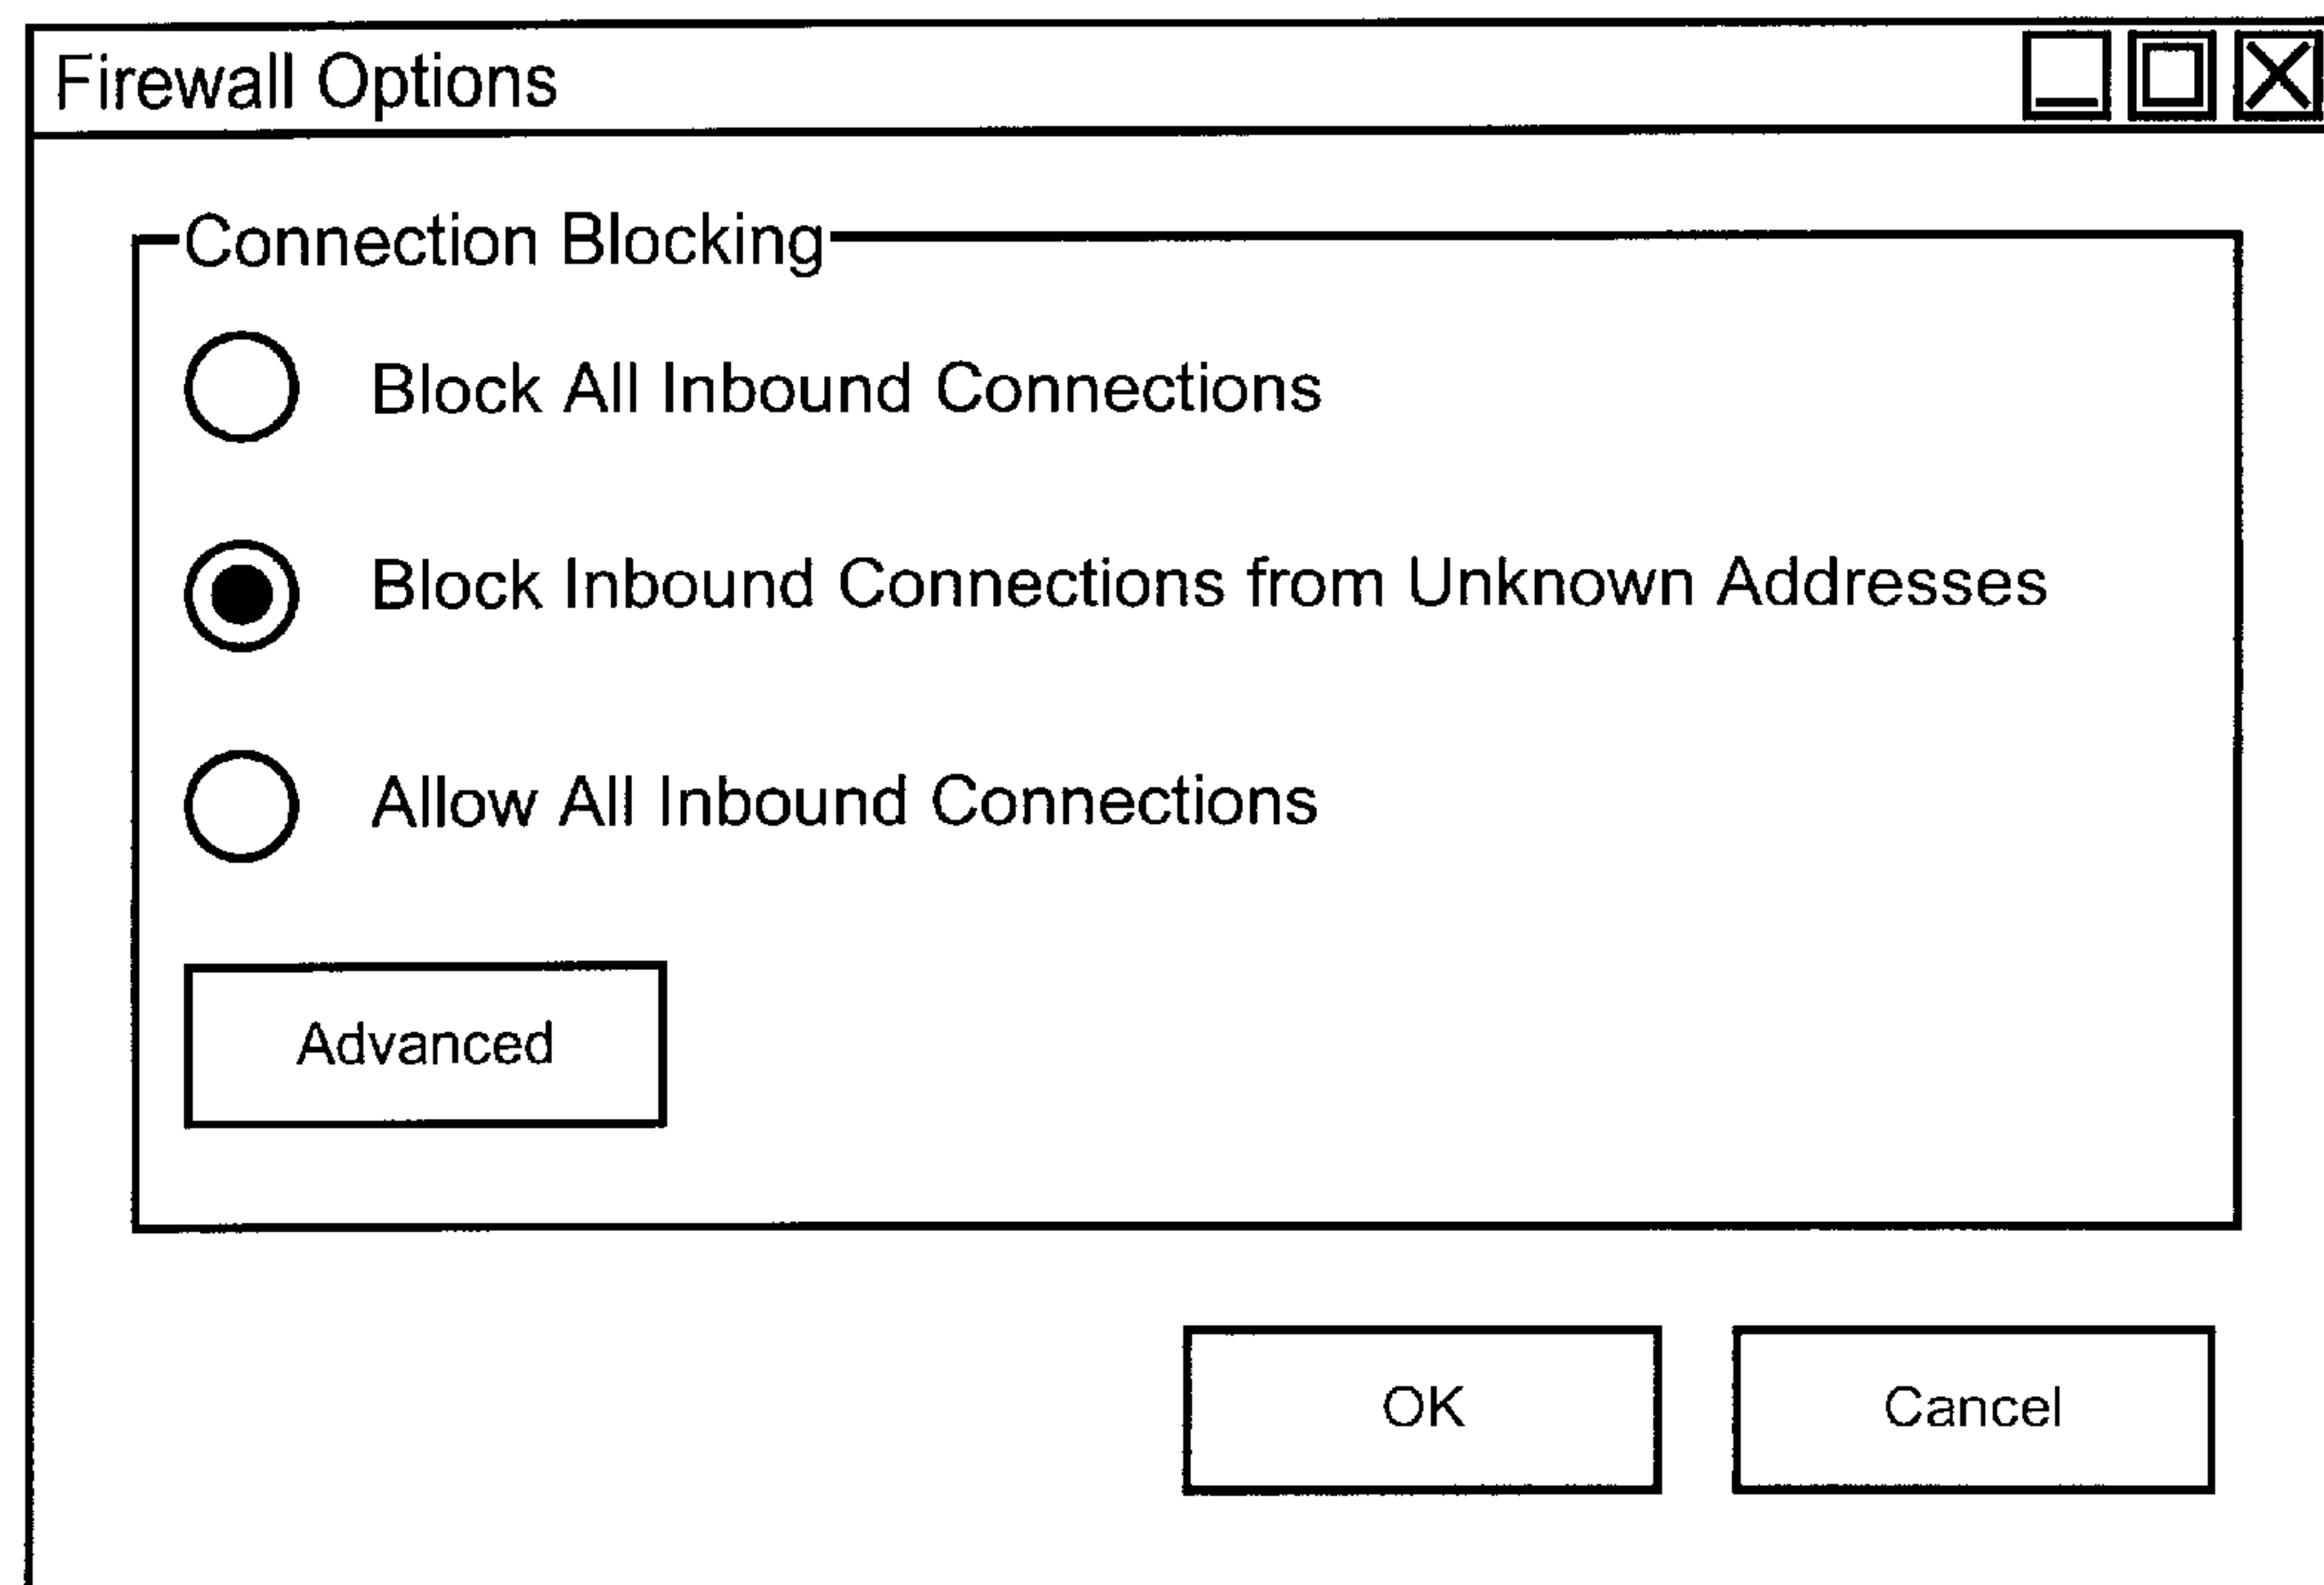 Firewall Options
Connection Blocking
Block All Inbound Connections
Block Inbound Connections from Unknown Addresses
Allow All Inbound Connections
Advanced
OK
Cancel